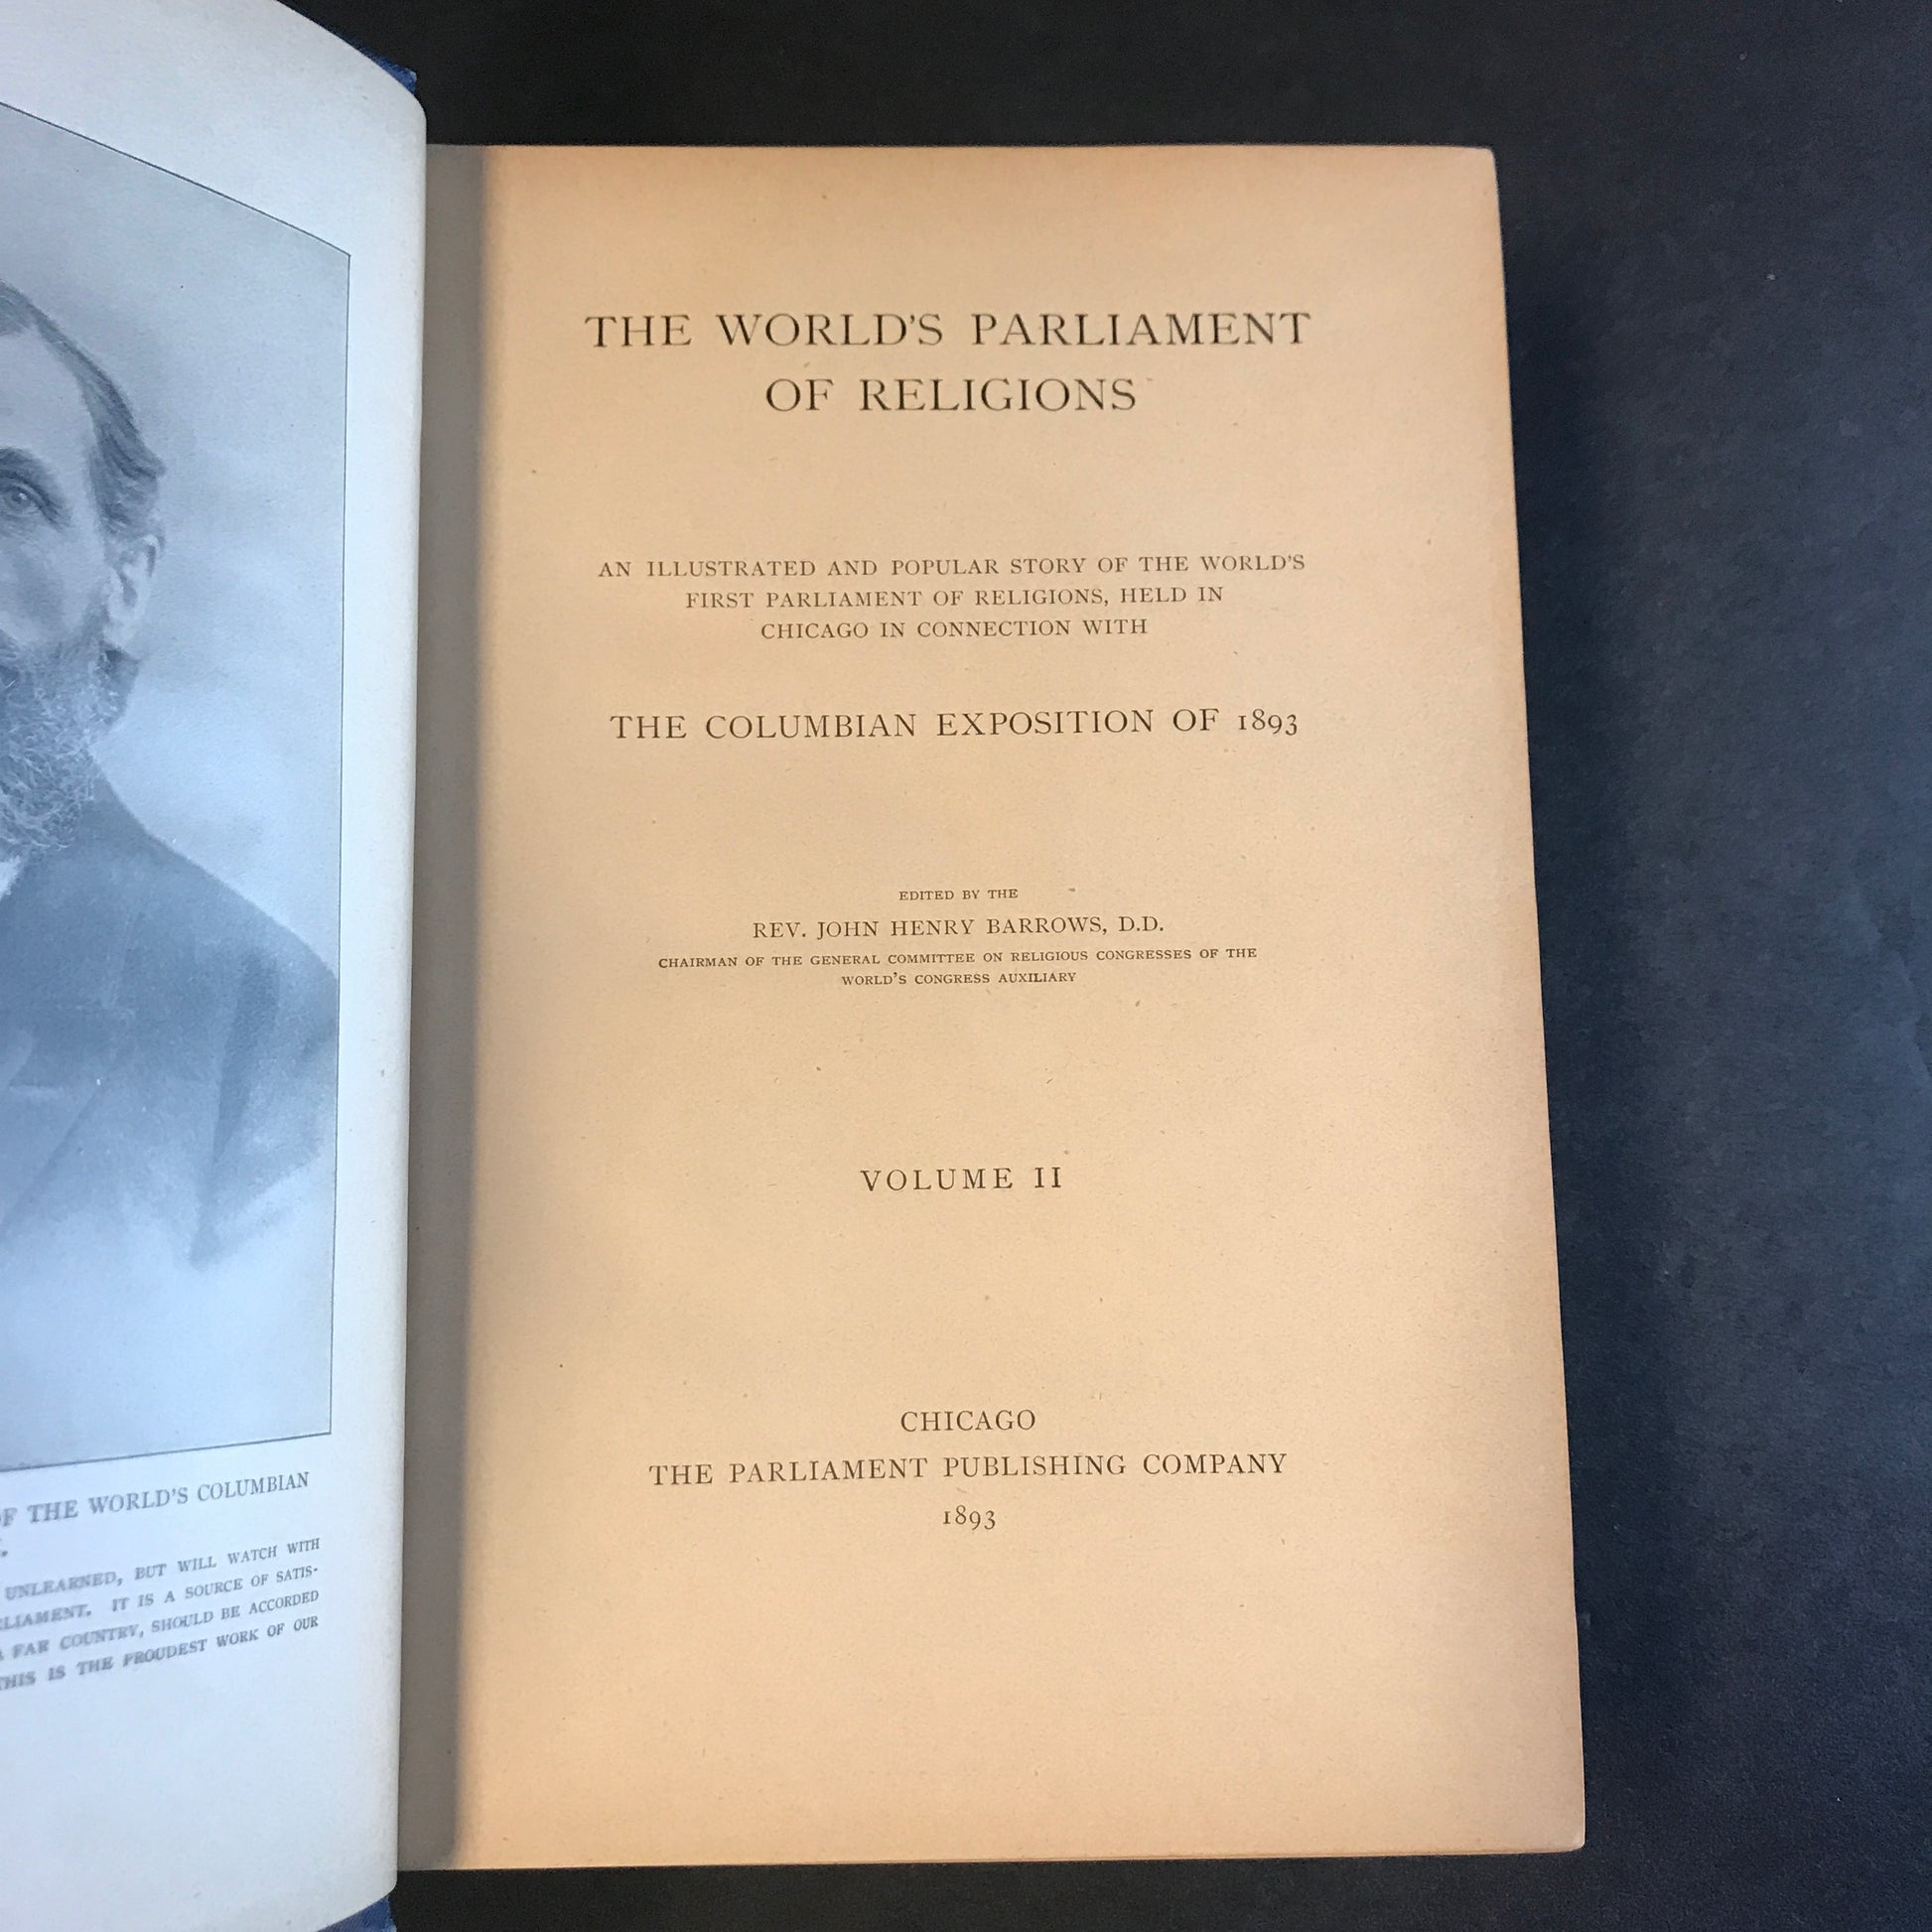 OF THE WORLD'S COLUMBIAN
UNLEARNED, BUT WILL WATCH WITH
IT IS A SOURCE OF SATIS-
FAR COUNTRY, SHOULD BE ACCORDED
THIS IS THE PROUDEST WORK OF OUR
THE WORLD'S PARLIAMENT
OF RELIGIONS
AN ILLUSTRATED AND POPULAR STORY OF THE WORLD'S
FIRST PARLIAMENT OF RELIGIONS, HELD IN
CHICAGO IN CONNECTION WITH
THE COLUMBIAN EXPOSITION OF 1893
EDITED BY THE
REV. JOHN HENRY BARROWS, D.D.
CHAIRMAN OF THE GENERAL COMMITTEE ON RELIGIOUS CONGRESSES OF THE
WORLD'S CONGRESS AUXILIARY
VOLUME II
CHICAGO
THE PARLIAMENT PUBLISHING COMPANY
1893